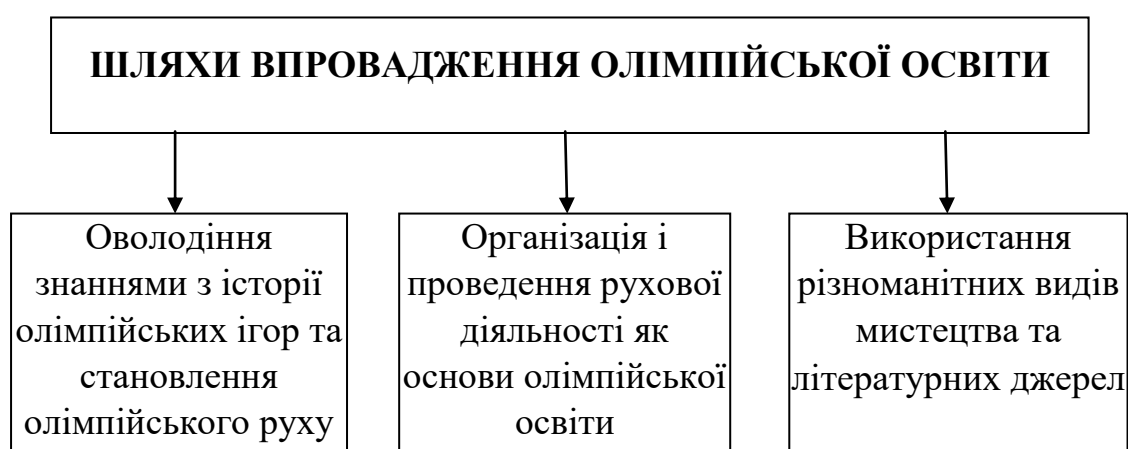 ШЛЯХИ ВПРОВАДЖЕННЯ ОЛІМПІЙСЬКОЇ ОСВІТИ
Оволодіння
знаннями з історії
олімпійських ігор та
становлення
олімпійського руху
Організація і
проведення рухової
діяльності як
основи олімпійської
освіти
Використання
різноманітних видів
мистецтва та
літературних джерел